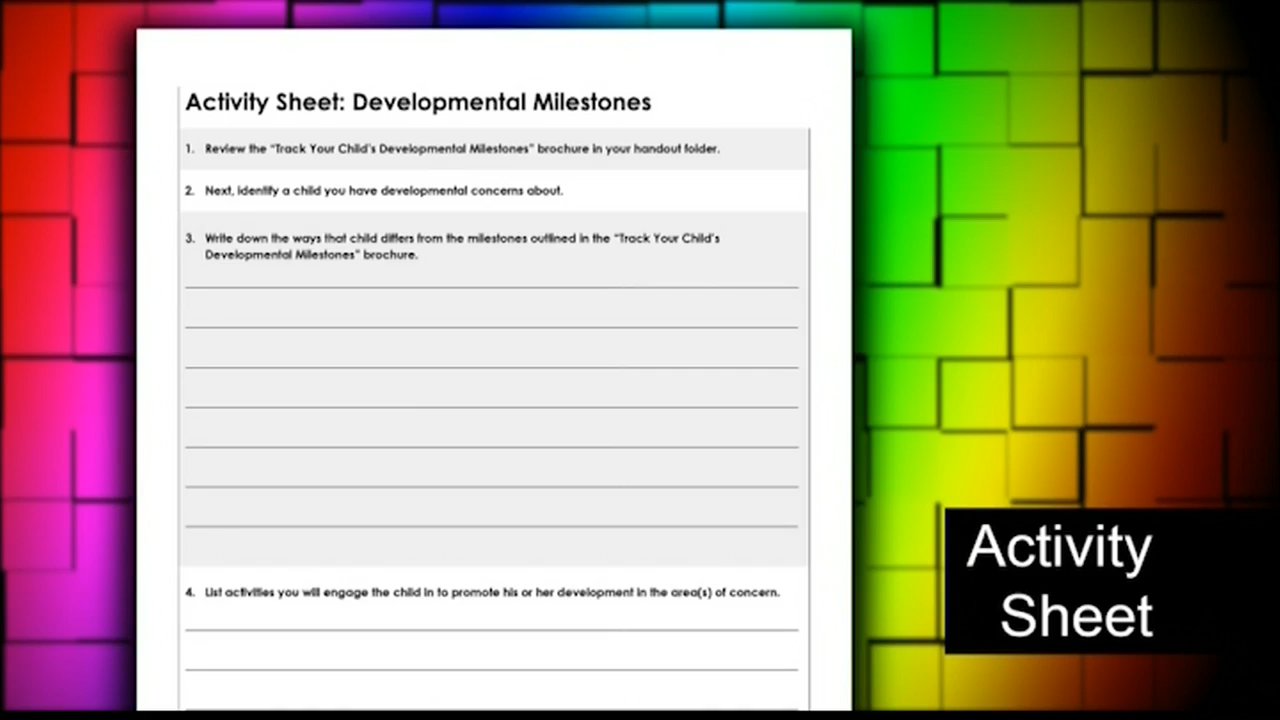 Activity Sheet: Developmental Milestones
1. Review the "Track Your Child's Developmental Milestones" brochure in your handout folder.
2. Next, identify a child you have developmental concerns about.
3. Write down the ways that child differs from the milestones outlined in the "Track Your Child's
Developmental Milestones" brochure.
4. List activities you will engage the child in to promote his or her development in the area(s) of concern.
Activity
Sheet